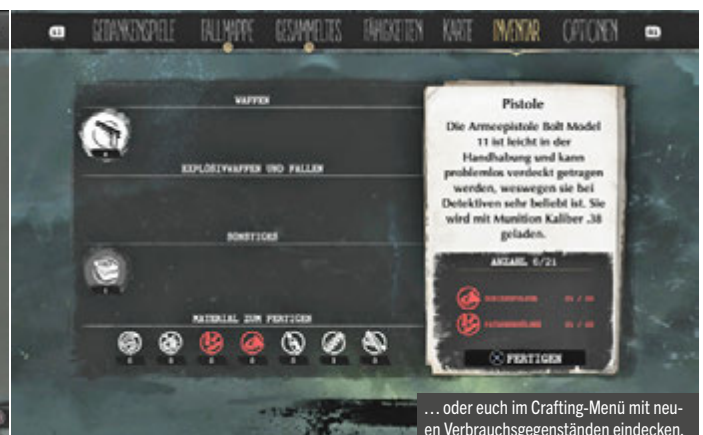 GEDANKENSPIELE FALLMAPPE GESAMMELTES FÄHIGKEITEN KARTE INVENTAR OPTIONEN
WAFFEN
EXPLOSIVWAFFEN UND FALLEN
SONSTIGES
MATERIAL ZUM FERTIGEN
Pistole
Die Armeepistole Bolt Model
11 ist leicht in der
Handhabung und kann
problemlos verdeckt getragen
werden, weswegen sie bei
Detektiven sehr beliebt ist. Sie
wird mit Munition Kaliber .38
geladen.
ANZAHL 6/21
SCHIESSPULVER
PATRONENHÜLSE
FERTIGEN
… oder euch im Crafting-Menü mit neu-
en Verbrauchsgegenständen eindecken.